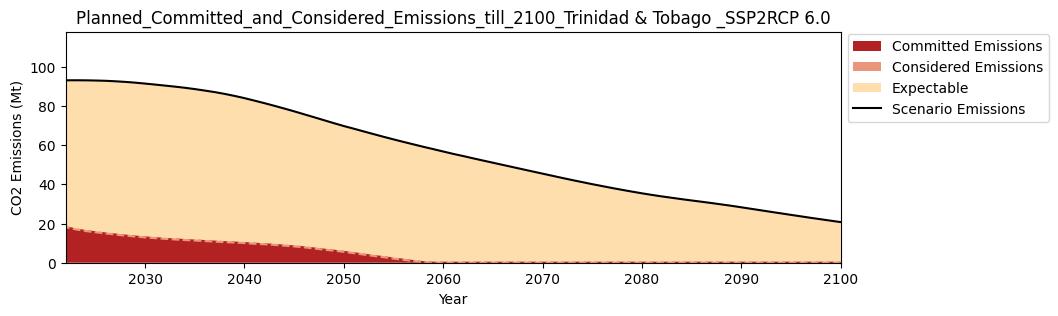 Planned_Committed_and_Considered_Emissions_till_2100_Trinidad & Tobago _SSP2RCP 6.0
CO2 Emissions (Mt)
100
80
60
40
20
0
2030 2040 2050 2060 2070 2080 2090 2100
Year
Committed Emissions
Considered Emissions
Expectable
Scenario Emissions